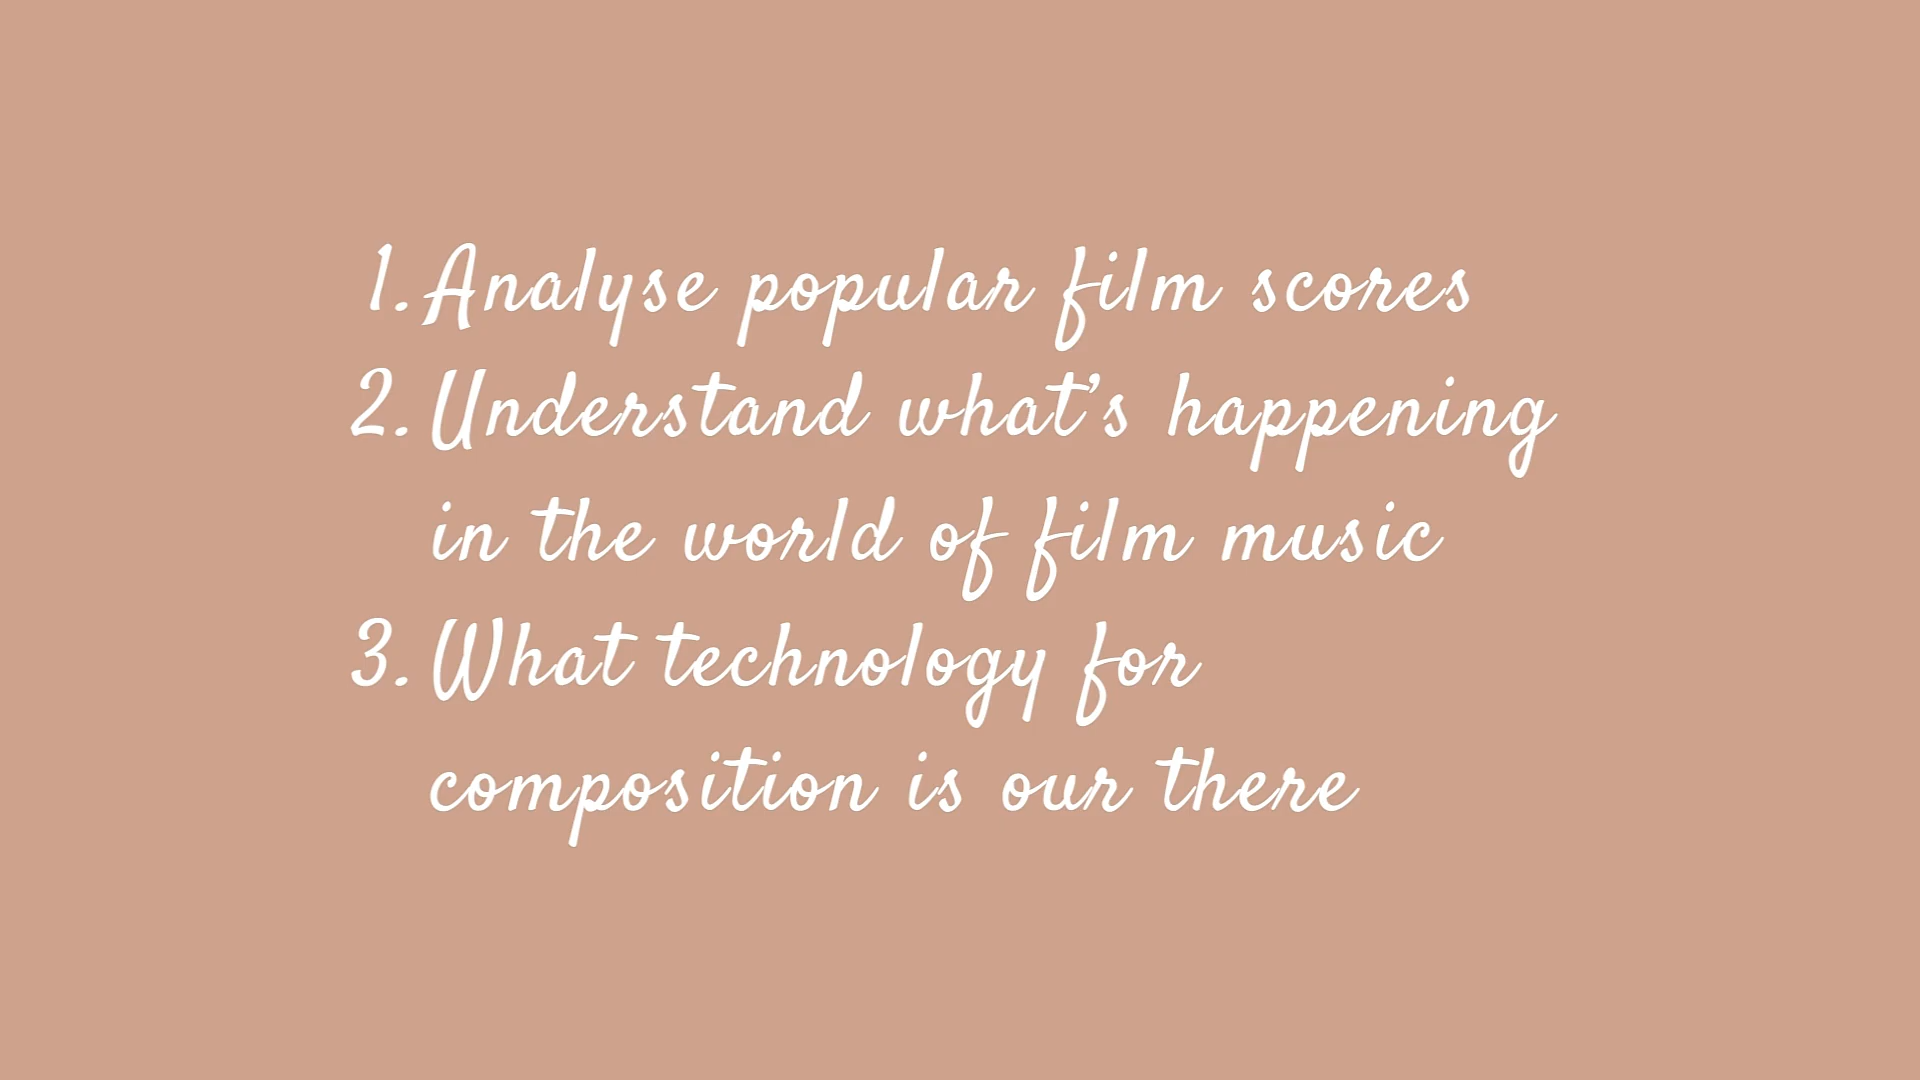 1. Analyse popular film scores
2. Understand what’s happening
in the world of film music
3. What technology for
composition is our there